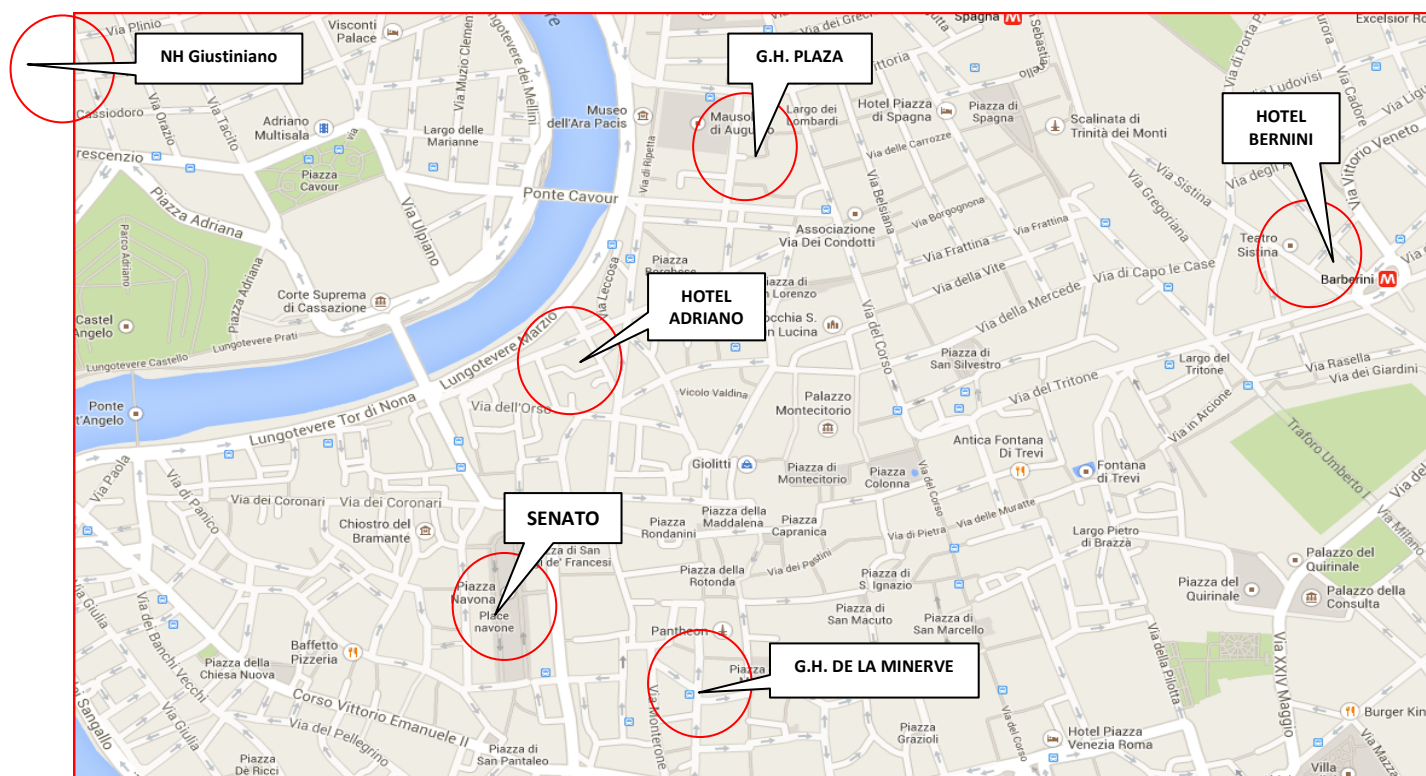 Via Plinio
Visconti
Palace
NH Giustiniano
Cassiodoro
Via Orazio
Via Tacito
Via Muzio Clementi
Lungotevere dei Mellini
Adriano
Multisala
Largo delle
Marianne
Piazza
Cavour
rescenzio
Piazza Adriana
Parco Adriano
Piazza Adriana
Via Ulpiano
Corte Suprema
di Cassazione
Castel
Angelo
Lungotevere Castello
Lungotevere Prati
Ponte
t'Angelo
Lungotevere Tor di Nona
Lungotevere Marzio
Via dell'Orso
Ponte Cavour
Museo
dell'Ara Pacis
Via di Ripetta
Via Leccosa
G.H. PLAZA
Mausoleo
di Augusto
Largo dei
Lombardi
Via dei Greci
Vittoria
Spagna
Hotel Piazza
di Spagna
Piazza di
Spagna
Via delle Carrozze
Scalinata di
Trinità dei Monti
Via Belsiana
Via Borgognona
Via Frattina
Via Frattina
Via della Vite
Associazione
Via Dei Condotti
Via Sistina
Via Gregoriana
Via di Capo le Case
Via della Mercede
HOTEL
BERNINI
Via di Porta
Ludovisi
Via Cadore
Excelsior
Via Vittorio Veneto
Via degli
Teatro
Sistina
Barberini
HOTEL
ADRIANO
Piazza
Piazza di
Lorenzo
Lucina
Via del Corso
Piazza di
San Silvestro
Via del Tritone
Largo del
Tritone
Via Rasella
Via dei Giardini
Via in Arcione
Traforo Umberto I
Vicolo Valdina
Palazzo
Montecitorio
Giolitti
Piazza di
Montecitorio
Piazza
Colonna
Antica Fontana
Di Trevi
Fontana
di Trevi
Via del Corso
Via delle Muratte
Via di Pietra
Largo Pietro
di Brazzà
Via Paola
Via di Panico
Via dei Coronari
Via dei Coronari
Chiostro del
Bramante
SENATO
Piazza di San
de' Francesi
Piazza
Rondanini
Piazza della
Maddalena
Piazza
Capranica
Piazza della
Rotonda
Via dei Pastini
Piazza di
S. Ignazio
Piazza di
San Macuto
Piazza di
San Marcello
Piazza
Navona
Place
navone
Pantheon
G.H. DE LA MINERVE
Via Monterone
Palazzo del
Quirinale
Piazza del
Quirinale
Palazzo della
Consulta
Via Milano
Via XXIV Maggio
Via della Pilotta
Via Giulia
Via dei Banchi Vecchi
Baffetto
Pizzeria
Piazza della
Chiesa Nuova
Corso Vittorio Emanuele II
Via del Pellegrino
Via Giulia
Sangallo
Piazza
De Ricci
Piazza di
San Pantaleo
Piazza
Grazioli
Via del Corso
Hotel Piazza
Venezia Roma
Burger King
Villa